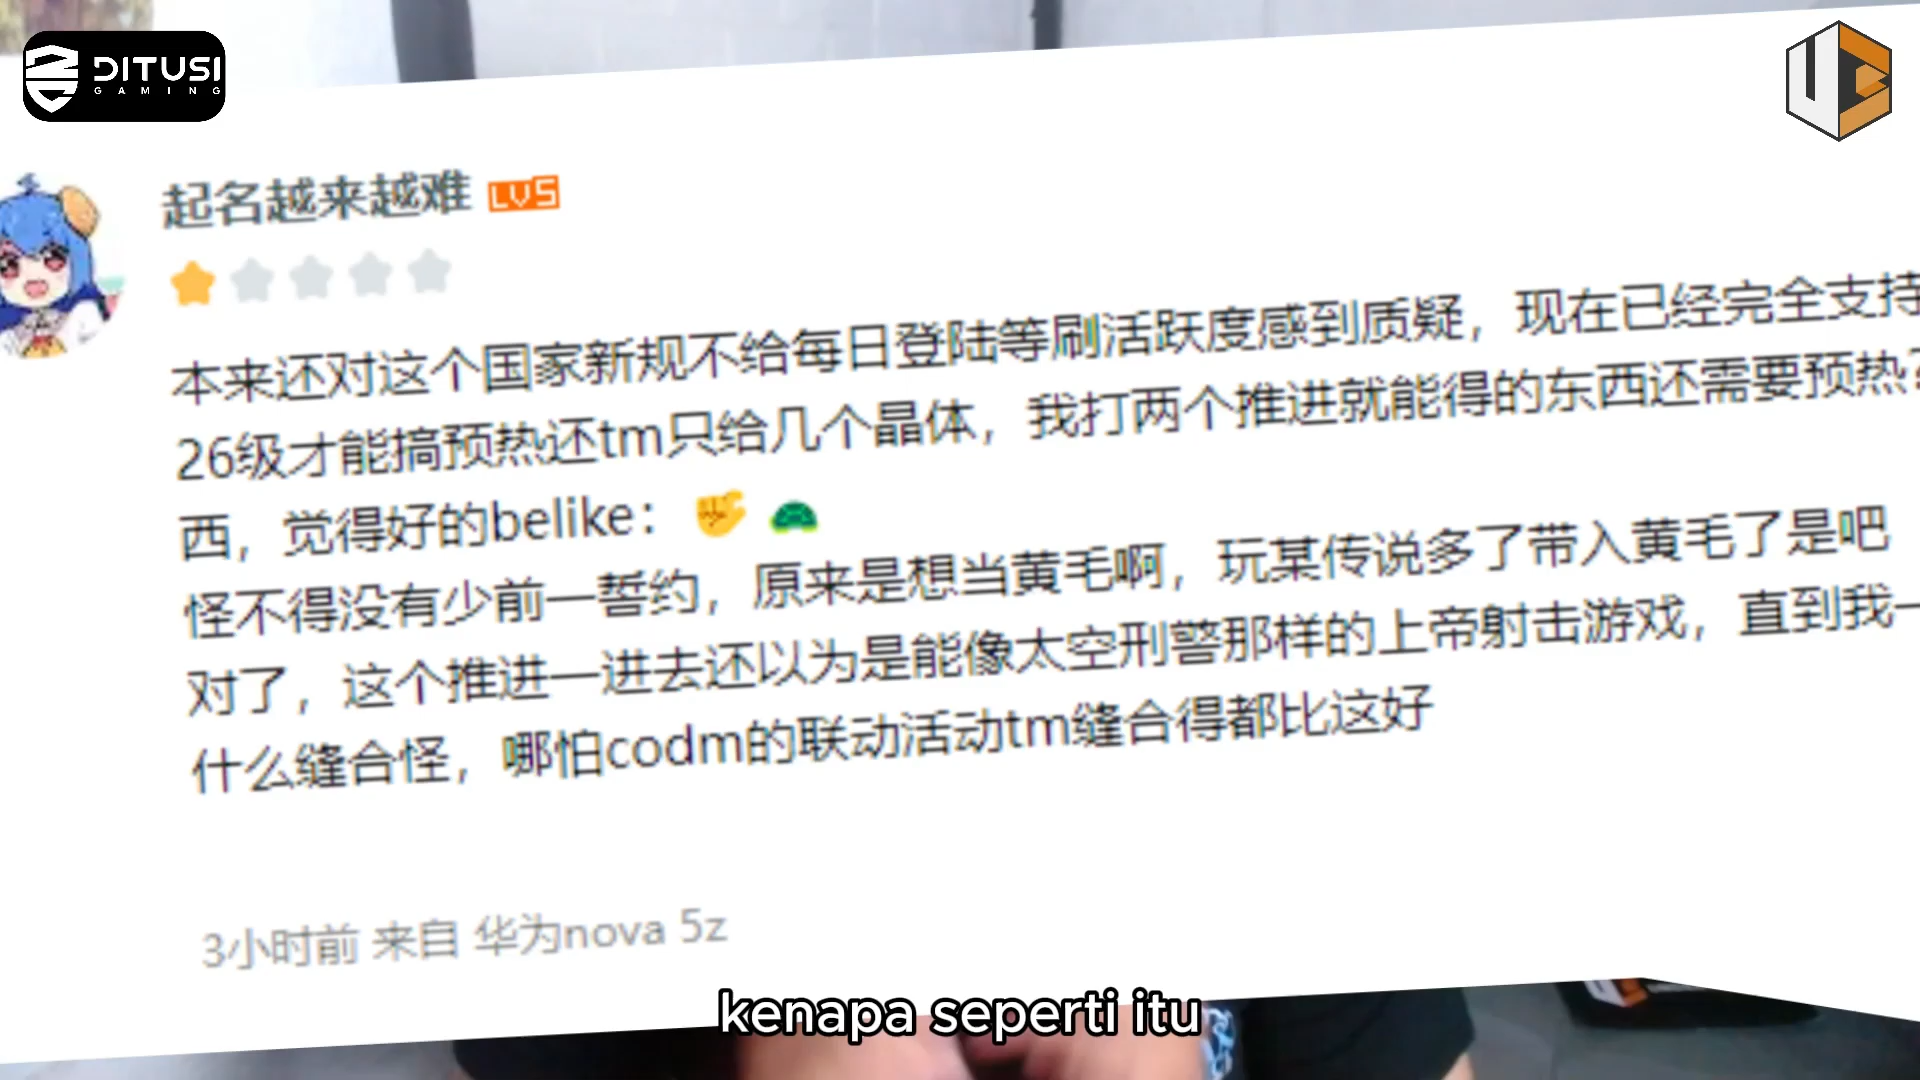 DITUSI
GAMING
起名越来越难 LV5
本来还对这个国家新规不给每日登陆等刷活跃度感到质疑，现在已经完全支持
26级才能搞预热还tm只给几个晶体，我打两个推进就能得的东西还需要预热?
西，觉得好的belike：
怪不得没有少前一誓约，原来是想当黄毛啊，玩某传说多了带入黄毛了是吧
对了，这个推进一进去还以为是能像太空刑警那样的上帝射击游戏，直到我一
什么缝合怪，哪怕codm的联动活动tm缝合得都比这好
3小时前 来自 华为nova 5z
kenapa seperti itu